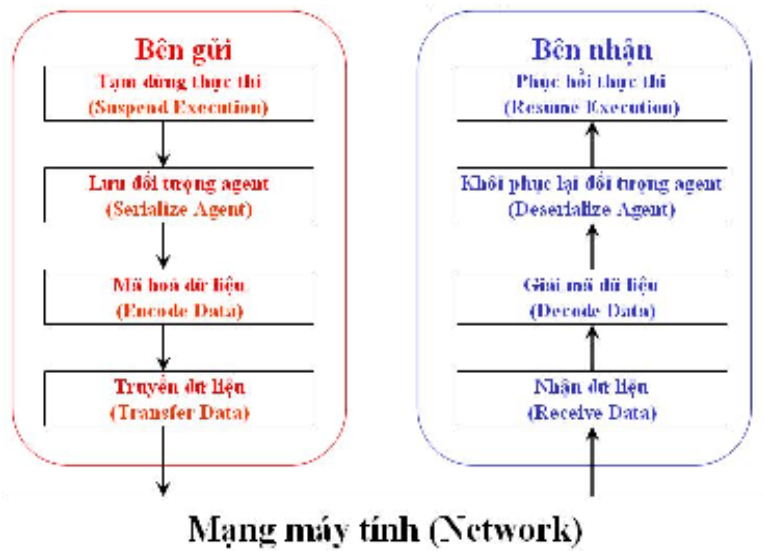 Bên gửi
Tạm dừng thực thi
(Suspend Execution)
Lưu đối tượng agent
(Serialize Agent)
Mã hoá dữ liệu
(Encode Data)
Truyền dữ liệu
(Transfer Data)
Bên nhận
Phục hồi thực thi
(Resume Execution)
Khôi phục lại đối tượng agent
(Deserialize Agent)
Giải mã dữ liệu
(Decode Data)
Nhận dữ liệu
(Receive Data)
Mạng máy tính (Network)